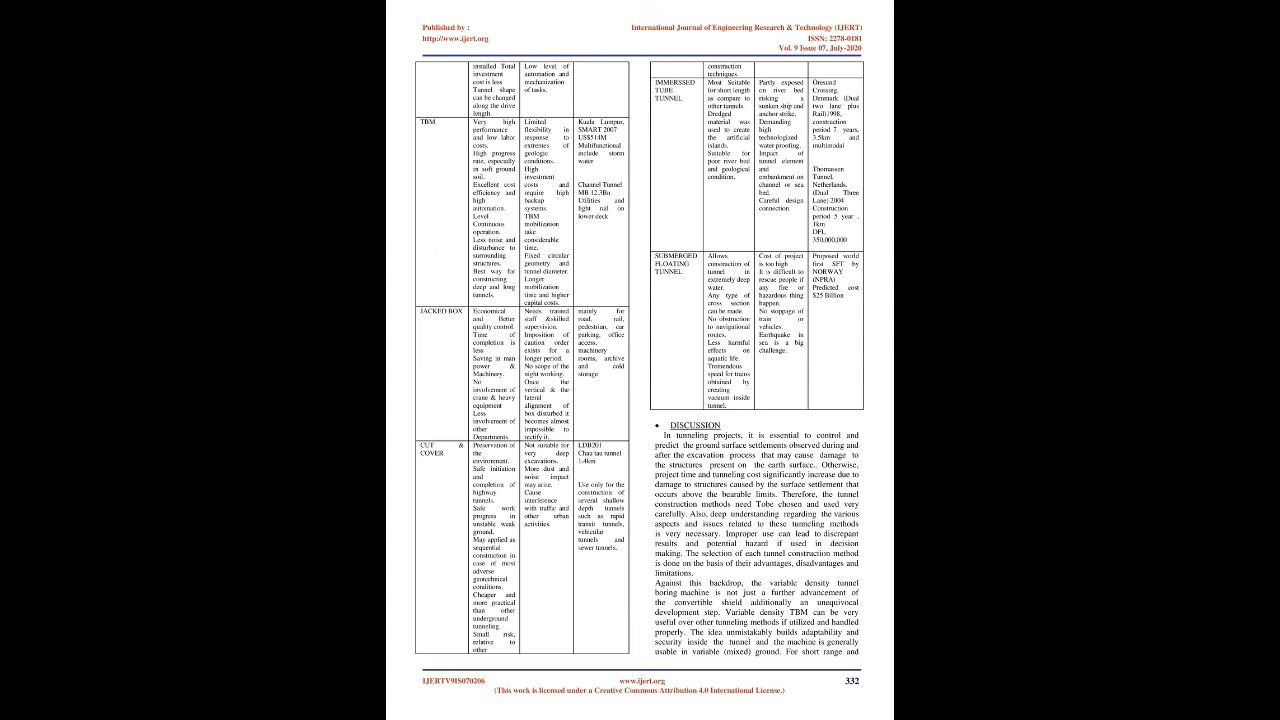 Published by :
http://www.ijert.org
International Journal of Engineering Research & Technology (IJERT)
ISSN: 2278-0181
Vol. 9 Issue 07, July-2020
installed Total
investment
cost is less
Tunnel shape
can be changed
along the drive
length.
Low level of
automation and
mechanization
of tasks.
TBM
Very high
performance
and low labor
costs.
High progress
rate, especially
in soft ground
soil.
Excellent cost
efficiency and
high
automation.
Level
Continuous
operation.
Less noise and
disturbance to
surrounding
structures.
Best way for
constructing
deep and long
tunnels.
Limited
flexibility in
response to
extremes of
geologic
conditions.
High
investment
costs and
require high
backup
systems.
TBM
mobilization
take
considerable
time.
Fixed circular
geometry and
tunnel diameter.
Longer
mobilization
time and higher
capital costs.
Kuala Lumpur,
SMART 2007
US$514M
Multifunctional
include storm
water
Channel Tunnel
MB 12.3Bn
Utilities and
light rail on
lower deck
JACKED BOX
Economical
and Better
quality control.
Time of
completion is
less
Saving in man
power &
Machinery.
No
involvement of
crane & heavy
equipment
Less
involvement of
other
Departments.
Needs trained
staff &skilled
supervision.
Imposition of
caution order
exists for a
longer period.
No scope of the
night working.
Once the
vertical & the
lateral
alignment of
box disturbed it
becomes almost
impossible to
rectify it.
mainly for
road, rail,
pedestrian, car
parking, office
access,
machinery
rooms, archive
and cold
storage
CUT &
COVER
Preservation of
the
environment.
Safe initiation
and
completion of
highway
tunnels.
Safe work
progress in
unstable weak
ground.
May applied as
sequential
construction in
case of most
adverse
geotechnical
conditions.
Cheaper and
more practical
than other
underground
tunneling
Small risk,
relative to
other
Not suitable for
very deep
excavations.
More dust and
noise impact
may arise.
Cause
interference
with traffic and
other urban
activities.
LDB201
Chau tau tunnel
1.4km
Use only for the
construction of
several shallow
depth tunnels
such as rapid
transit tunnels,
vehicular
tunnels and
sewer tunnels.
construction
techniques.
IMMERSSED
TUBE
TUNNEL
Most Suitable
for short length
as compare to
other tunnels.
Dredged
material was
used to create
the artificial
islands.
Suitable for
poor river bed
and geological
condition.
Partly exposed
on river bed
risking a
sunken ship and
anchor strike.
Demanding
high
technologized
water proofing.
Impact of
tunnel element
and
embankment on
channel or sea
bed.
Careful design
connection.
Öresund
Crossing.
Denmark (Dual
two lane plus
Rail)1998,
construction
period 7 years,
3.5km and
multimodal
Thomassen
Tunnel.
Netherlands.
(Dual Three
Lane) 2004
Construction
period 5 year ,
1km
DFL
350,000,000
SUBMERGED
FLOATING
TUNNEL
Allows
construction of
tunnel in
extremely deep
water.
Any type of
cross section
can be made.
No obstruction
to navigational
routes.
Less harmful
effects on
aquatic life.
Tremendous
speed for trains
obtained by
creating
vacuum inside
tunnel.
Cost of project
is too high
It is difficult to
rescue people if
any fire or
hazardous thing
happen.
No stoppage of
train or
vehicles.
Earthquake in
sea is a big
challenge.
Proposed world
first SFT by
NORWAY
(NPRA)
Predicted cost
$25 Billion
• DISCUSSION
In tunneling projects, it is essential to control and
predict the ground surface settlements observed during and
after the excavation process that may cause damage to
the structures present on the earth surface.. Otherwise,
project time and tunneling cost significantly increase due to
damage to structures caused by the surface settlement that
occurs above the bearable limits. Therefore, the tunnel
construction methods need Tobe chosen and used very
carefully. Also, deep understanding regarding the various
aspects and issues related to these tunneling methods
is very necessary. Improper use can lead to discrepant
results and potential hazard if used in decision
making. The selection of each tunnel construction method
is done on the basis of their advantages, disadvantages and
limitations.
Against this backdrop, the variable density tunnel
boring machine is not just a further advancement of
the convertible shield additionally an unequivocal
development step. Variable density TBM can be very
useful over other tunneling methods if utilized and handled
properly. The idea unmistakably builds adaptability and
security inside the tunnel and the machine is generally
usable in variable (mixed) ground. For short range and
IJERTV9IS070206
www.ijert.org
332
(This work is licensed under a Creative Commons Attribution 4.0 International License.)